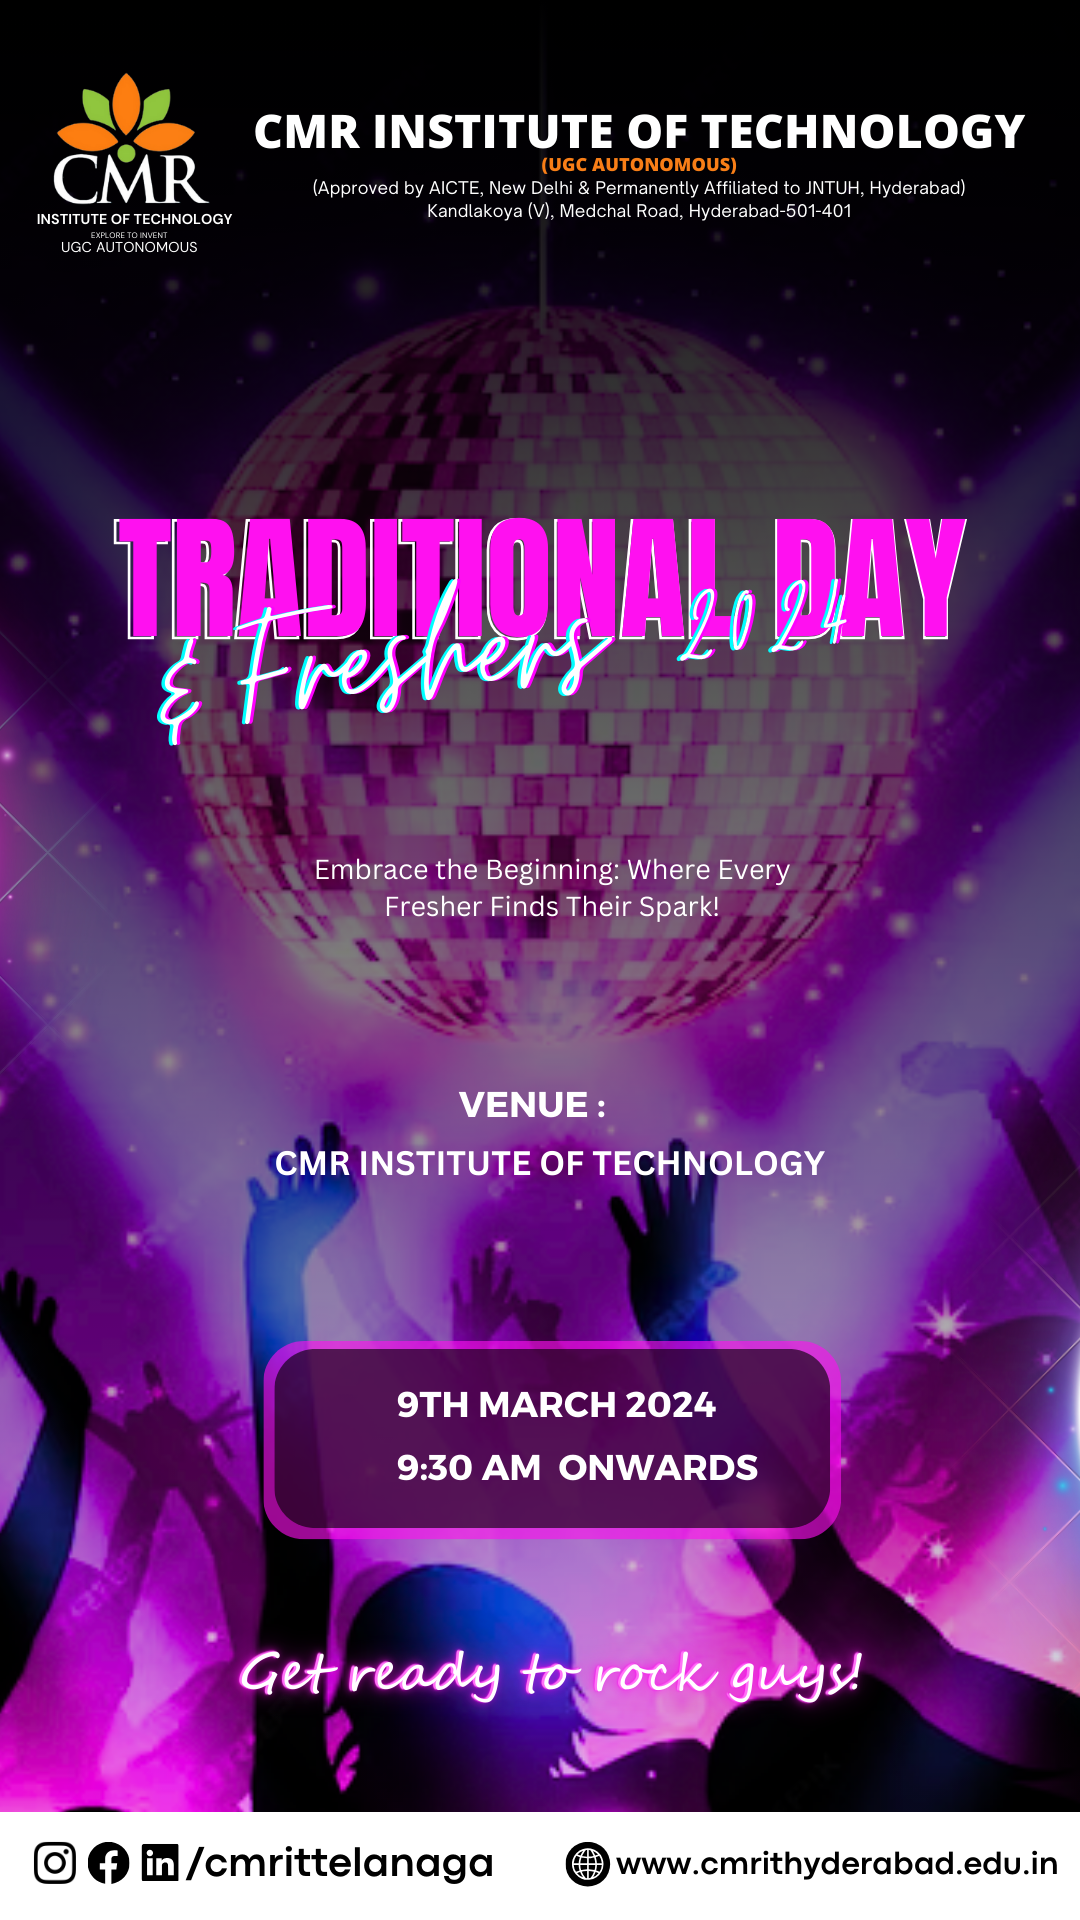 CMR
INSTITUTE OF TECHNOLOGY
EXPLORE TO INVENT
UGC AUTONOMOUS
CMR INSTITUTE OF TECHNOLOGY
(UGC AUTONOMOUS)
(Approved by AICTE, New Delhi & Permanently Affiliated to JNTUH, Hyderabad)
Kandlakoya (V), Medchal Road, Hyderabad-501-401
TRADITIONAL DAY
& Freshers 2024
Embrace the Beginning: Where Every
Fresher Finds Their Spark!
VENUE :
CMR INSTITUTE OF TECHNOLOGY
9TH MARCH 2024
9:30 AM ONWARDS
Get ready to rock guys!
/cmrittelanaga
www.cmrithyderabad.edu.in